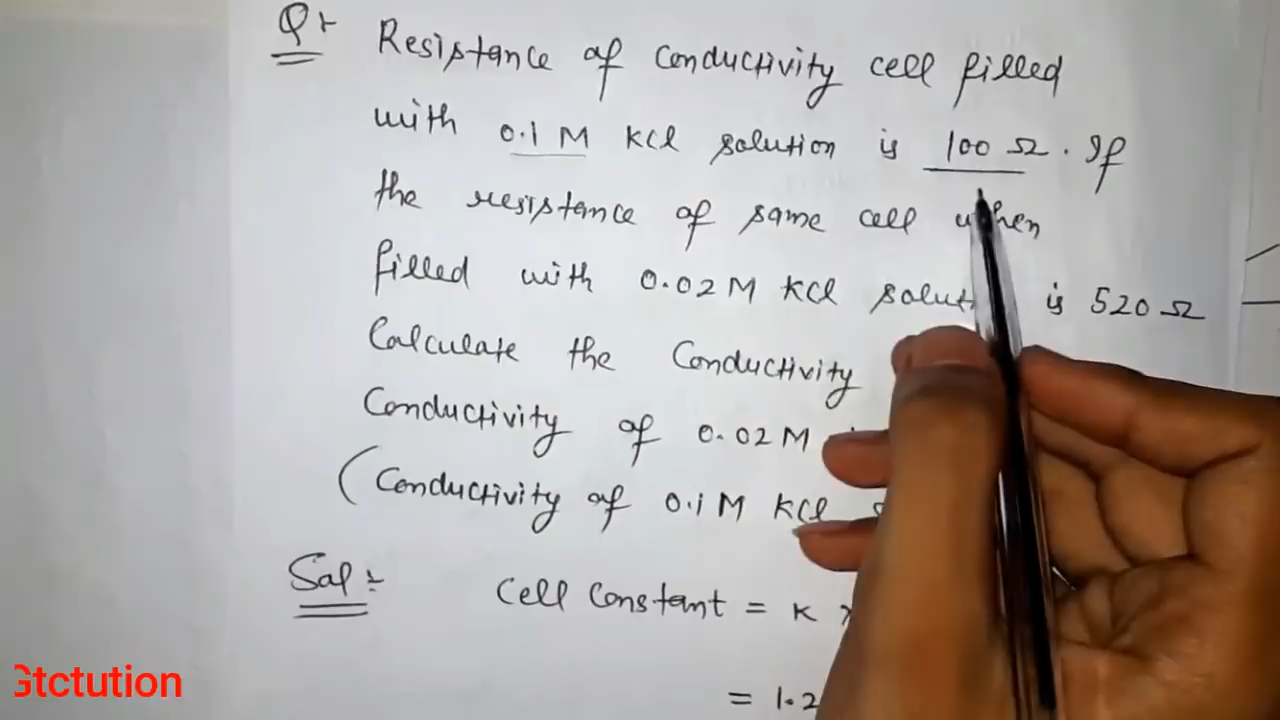 Q:
Resistance of conductivity cell filled
with 0.1 M KCl solution is 100 Ω. If
the resistance of same cell when
filled with 0.02 M KCl is 520 Ω
Calculate the Conductivity
Conductivity of 0.02 M
(Conductivity of 0.1 M KCl
Sol:
Cell Constant = κ ×
= 1.2
Gtctution